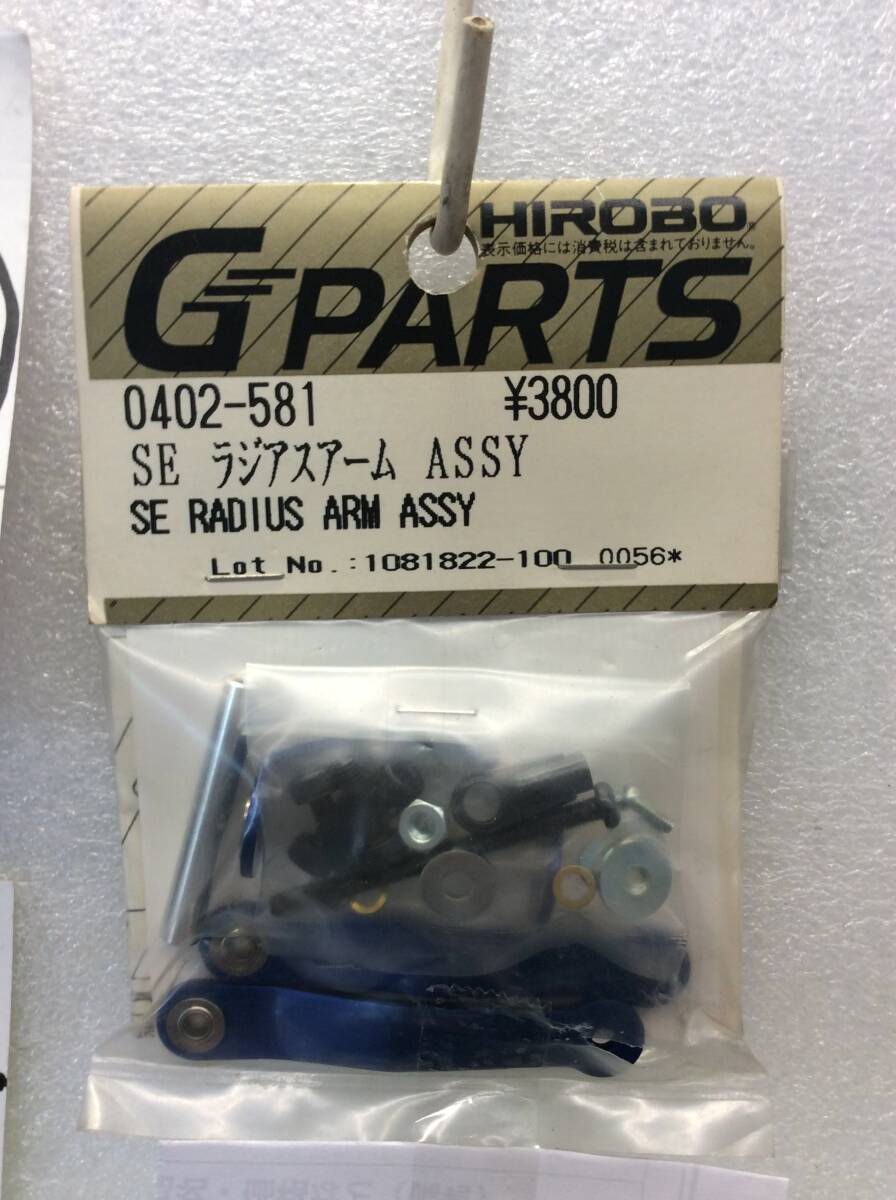 HIROBO
表示価格には消費税は含まれておりません。
G PARTS
0402-581 ¥3800
SE ラジアスアーム ASSY
SE RADIUS ARM ASSY
Lot No.:1081822-100 0056*